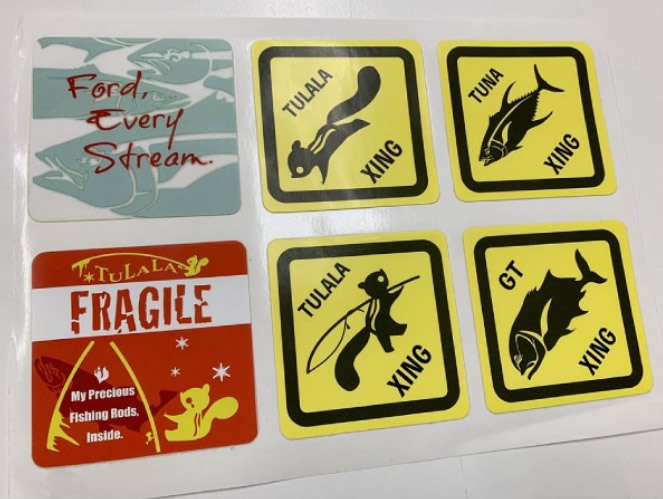 Ford,
Every
Stream.
TULALA
XING
TUNA
XING
TULALA
FRAGILE
My Precious
Fishing Rods.
Inside.
TULALA
XING
GT
XING